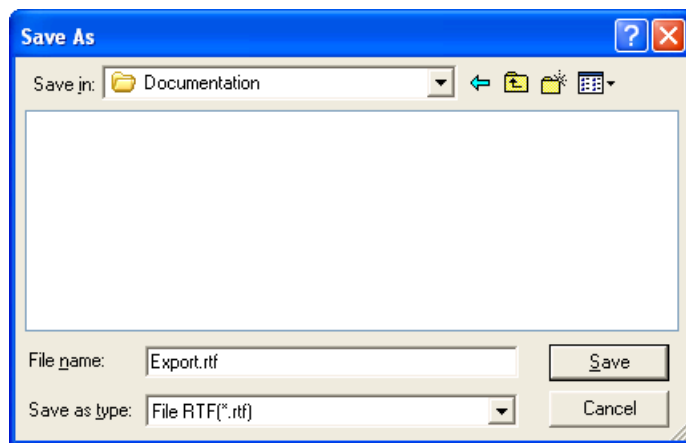 Save As
Save in: Documentation
File name: Export.rtf Save
Save as type: File RTF(*.rtf) Cancel